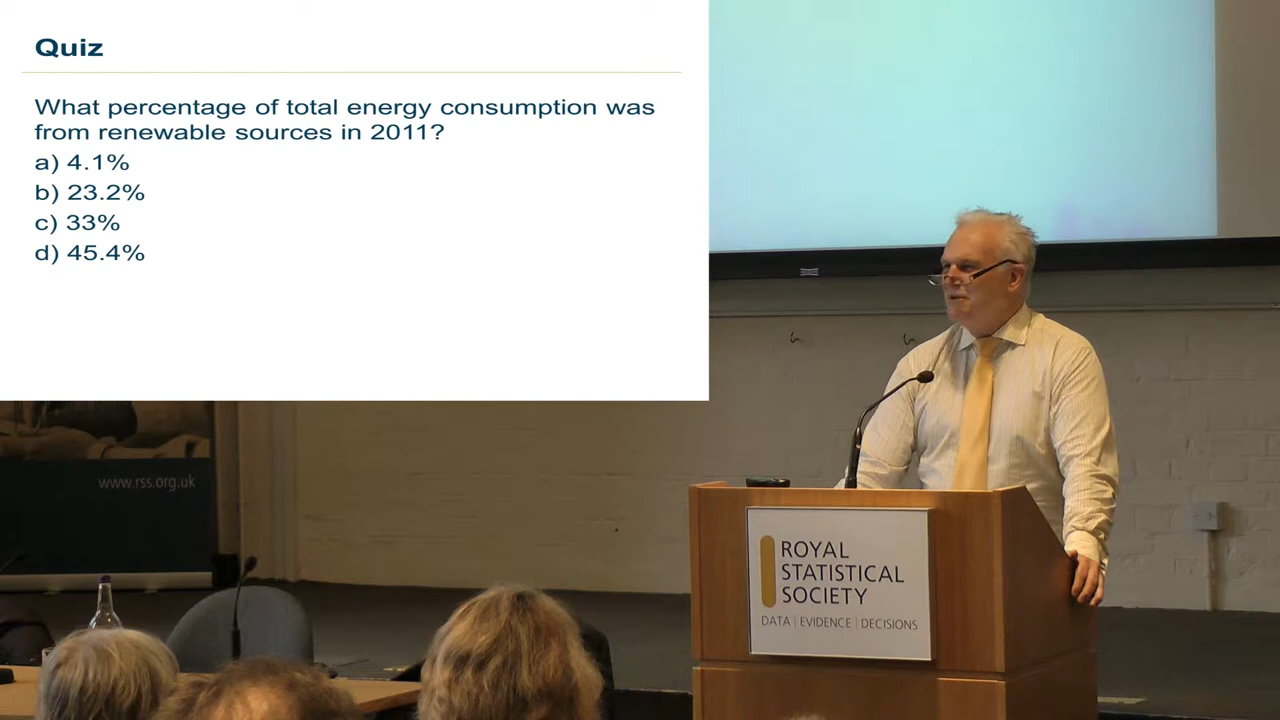 Quiz
What percentage of total energy consumption was
from renewable sources in 2011?
a) 4.1%
b) 23.2%
c) 33%
d) 45.4%
www.rss.org.uk
ROYAL
STATISTICAL
SOCIETY
DATA | EVIDENCE | DECISIONS